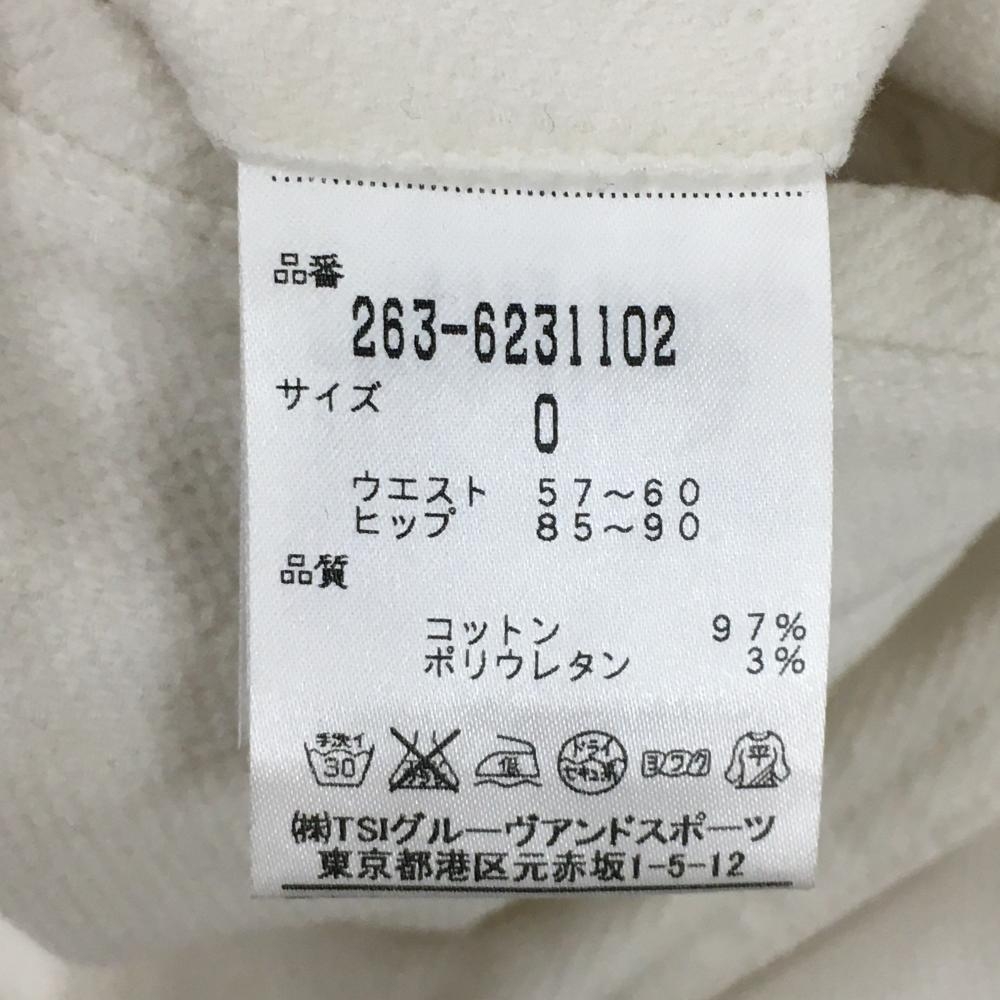 品番
263-6231102
サイズ
0
ウエスト 57〜60
ヒップ 85〜90
品質
コットン 97%
ポリウレタン 3%
手洗イ 30 低 ドライ セキユ系 ヨワク 平
(株)TSIグルーヴアンドスポーツ
東京都港区元赤坂1-5-12